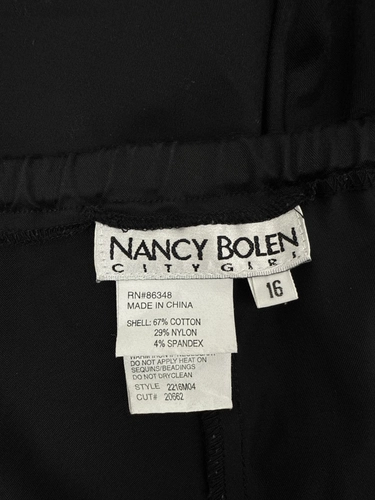 NANCY BOLEN
CITY GIRL
16
RN#86348
MADE IN CHINA
SHELL: 67% COTTON
29% NYLON
4% SPANDEX
DO NOT APPLY HEAT ON
SEQUINS/BEADINGS
DO NOT DRYCLEAN
STYLE 2216M04
CUT# 20662